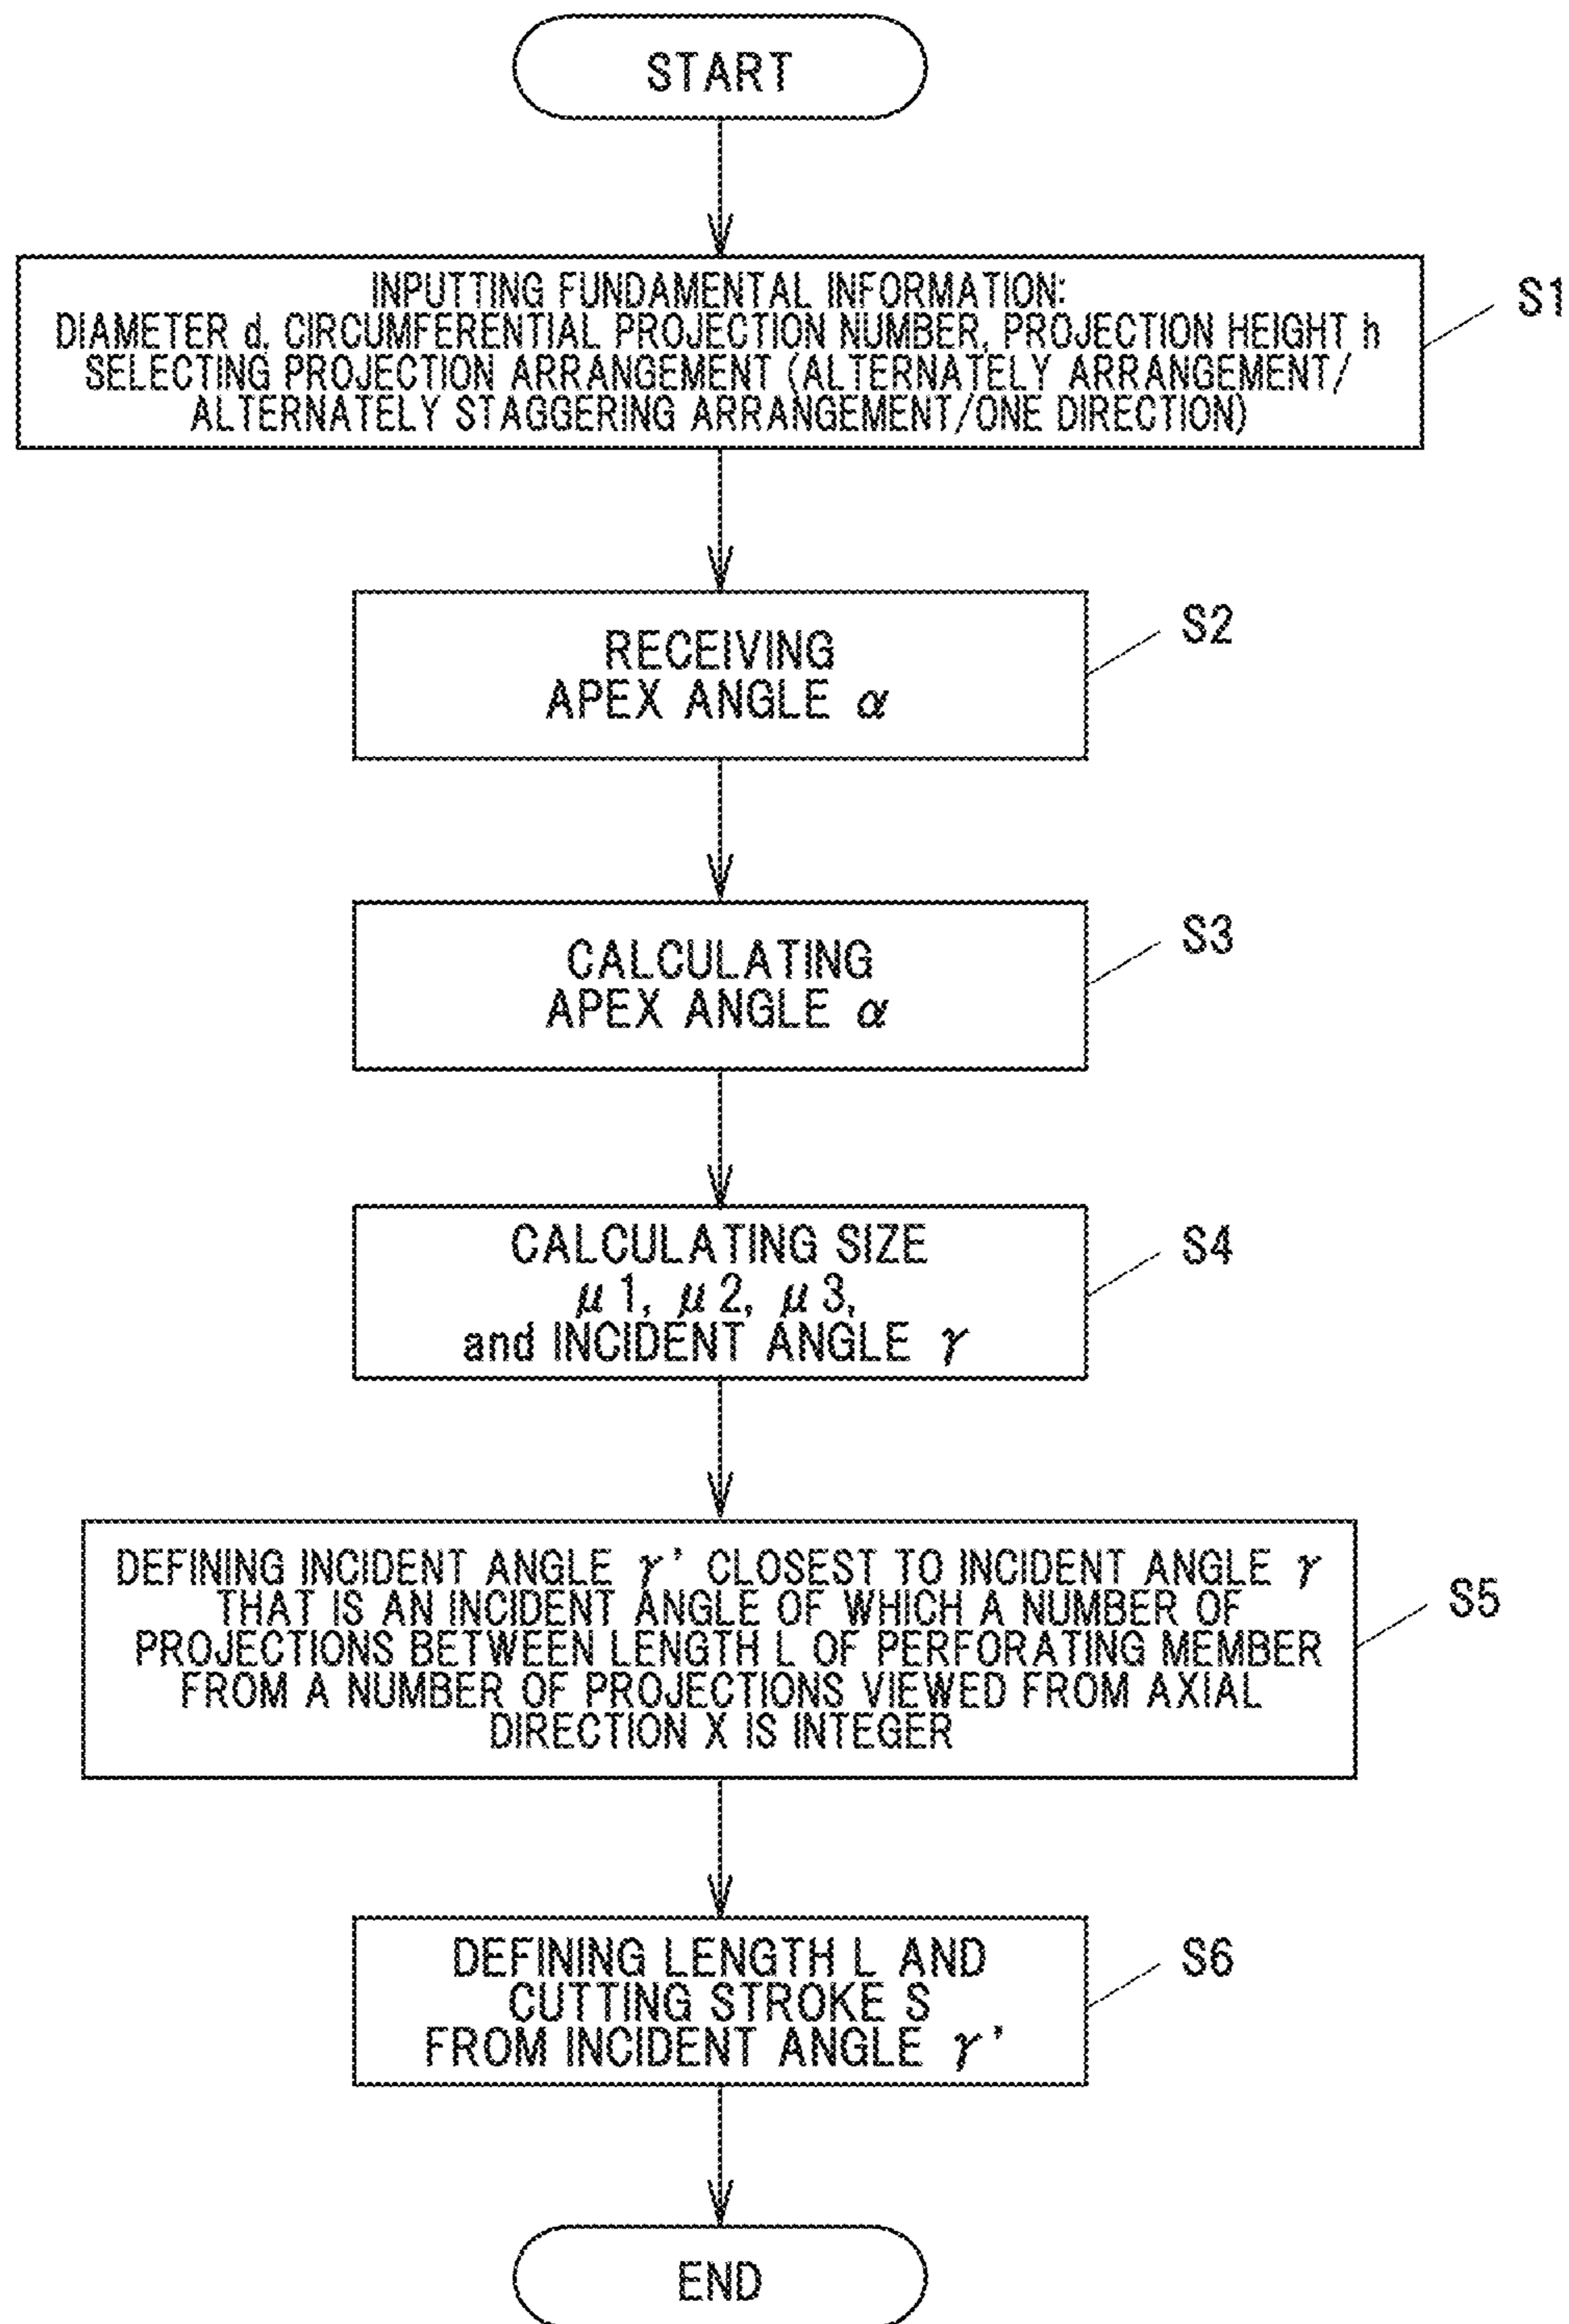 START
INPUTTING FUNDAMENTAL INFORMATION:
DIAMETER d, CIRCUMFERENTIAL PROJECTION NUMBER, PROJECTION HEIGHT h
SELECTING PROJECTION ARRANGEMENT (ALTERNATELY ARRANGEMENT/
ALTERNATELY STAGGERING ARRANGEMENT/ONE DIRECTION)
S1
RECEIVING
APEX ANGLE α
S2
CALCULATING
APEX ANGLE α
S3
CALCULATING SIZE
μ1, μ2, μ3,
and INCIDENT ANGLE γ
S4
DEFINING INCIDENT ANGLE γ' CLOSEST TO INCIDENT ANGLE γ
THAT IS AN INCIDENT ANGLE OF WHICH A NUMBER OF
PROJECTIONS BETWEEN LENGTH L OF PERFORATING MEMBER
FROM A NUMBER OF PROJECTIONS VIEWED FROM AXIAL
DIRECTION X IS INTEGER
S5
DEFINING LENGTH L AND
CUTTING STROKE S
FROM INCIDENT ANGLE γ'
S6
END